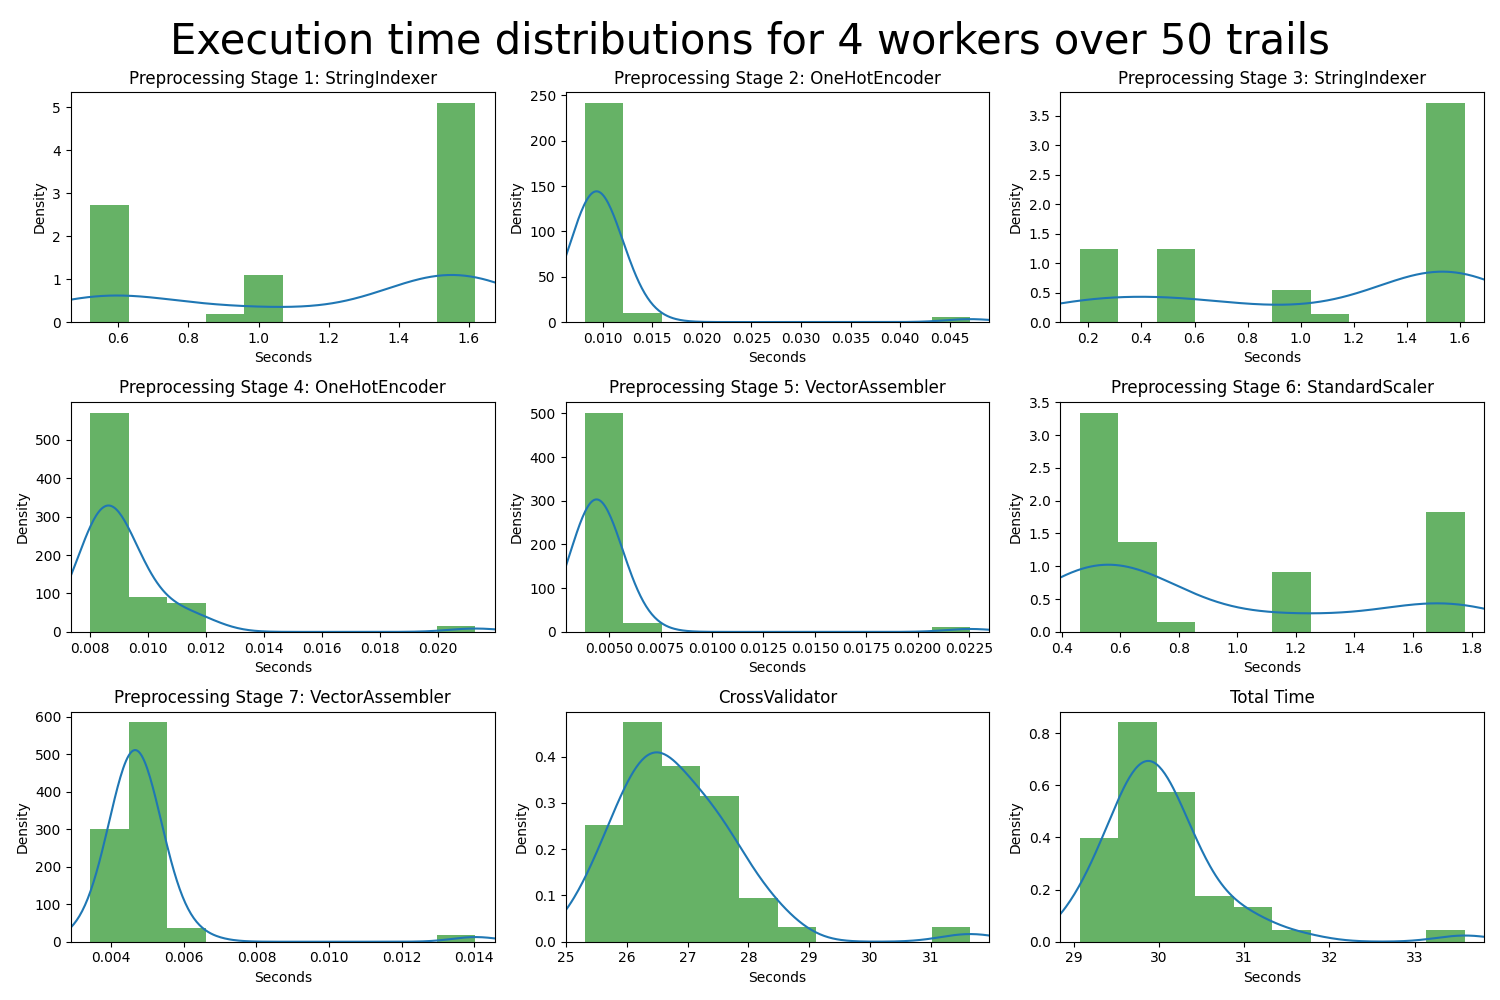 Execution time distributions for 4 workers over 50 trails
Preprocessing Stage 1: StringIndexer
Density
5
4
3
2
1
0
0.6 0.8 1.0 1.2 1.4 1.6
Seconds
Preprocessing Stage 2: OneHotEncoder
Density
250
200
150
100
50
0
0.010 0.015 0.020 0.025 0.030 0.035 0.040 0.045
Seconds
Preprocessing Stage 3: StringIndexer
Density
3.5
3.0
2.5
2.0
1.5
1.0
0.5
0.0
0.2 0.4 0.6 0.8 1.0 1.2 1.4 1.6
Seconds
Preprocessing Stage 4: OneHotEncoder
Density
500
400
300
200
100
0
0.008 0.010 0.012 0.014 0.016 0.018 0.020
Seconds
Preprocessing Stage 5: VectorAssembler
Density
500
400
300
200
100
0
0.0050 0.0075 0.0100 0.0125 0.0150 0.0175 0.0200 0.0225
Seconds
Preprocessing Stage 6: StandardScaler
Density
3.5
3.0
2.5
2.0
1.5
1.0
0.5
0.0
0.4 0.6 0.8 1.0 1.2 1.4 1.6 1.8
Seconds
Preprocessing Stage 7: VectorAssembler
Density
600
500
400
300
200
100
0
0.004 0.006 0.008 0.010 0.012 0.014
Seconds
CrossValidator
Density
0.4
0.3
0.2
0.1
0.0
25 26 27 28 29 30 31
Seconds
Total Time
Density
0.8
0.6
0.4
0.2
0.0
29 30 31 32 33
Seconds